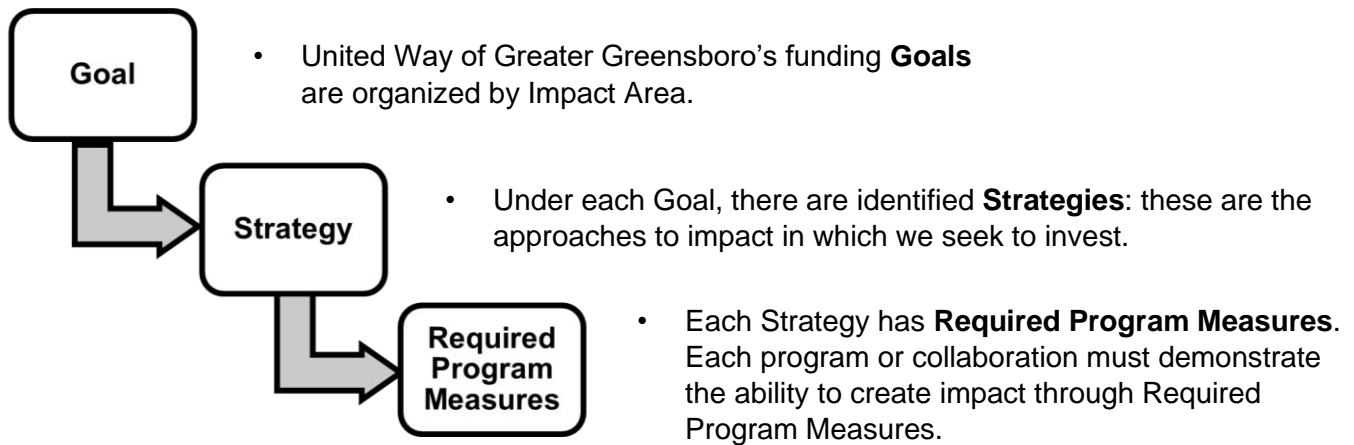 Goal
• United Way of Greater Greensboro’s funding Goals
are organized by Impact Area.
Strategy
• Under each Goal, there are identified Strategies: these are the
approaches to impact in which we seek to invest.
Required
Program
Measures
• Each Strategy has Required Program Measures.
Each program or collaboration must demonstrate
the ability to create impact through Required
Program Measures.